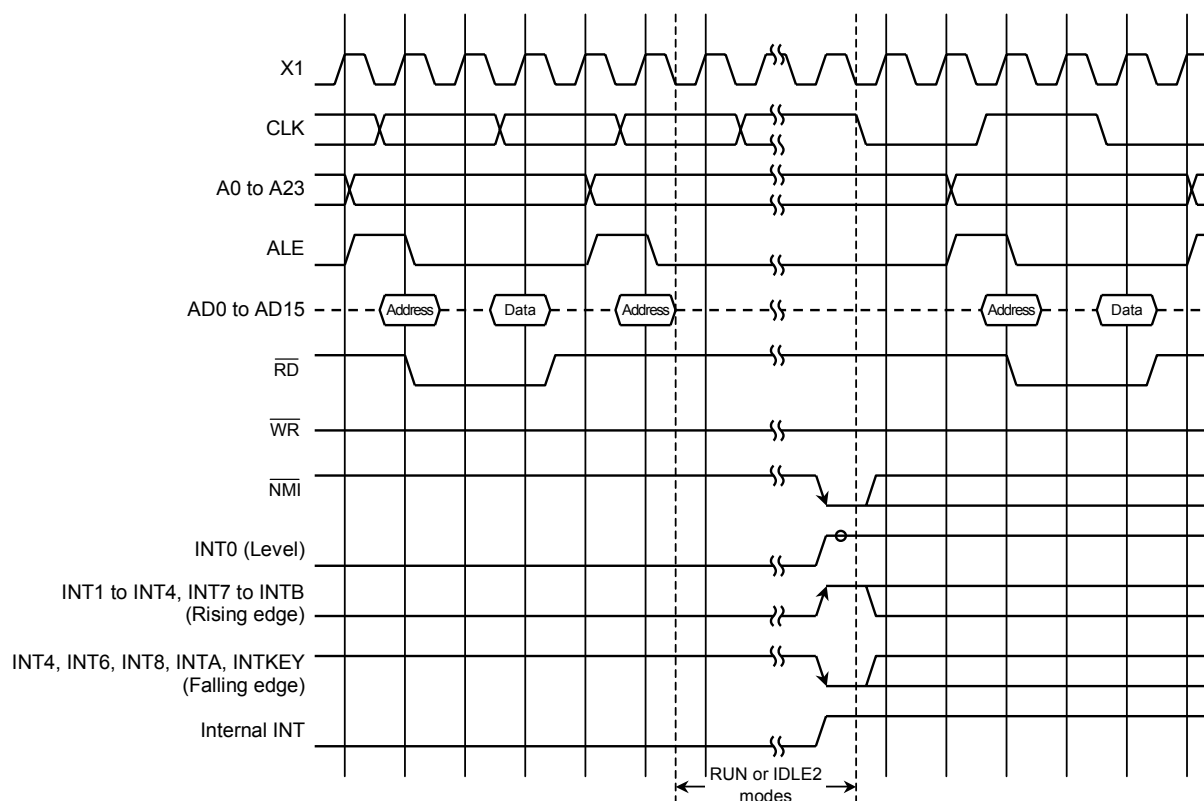 X1
CLK
A0 to A23
ALE
Address
Data
Address
Address
Data
AD0 to AD15
RD
WR
NMI
INT0 (Level)
INT1 to INT4, INT7 to INTB
(Rising edge)
INT4, INT6, INT8, INTA, INTKEY
(Falling edge)
Internal INT
RUN or IDLE2
modes